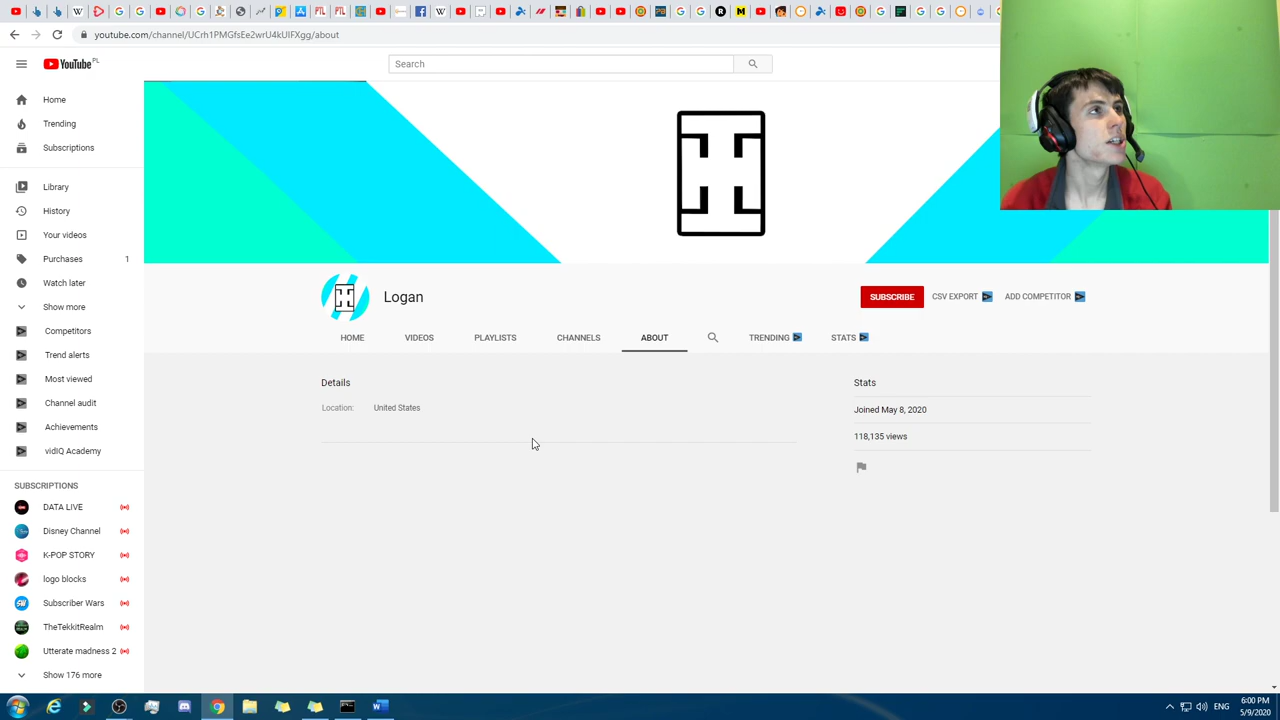 youtube.com/channel/UCrh1PMGfsEe2wrU4kUIFXgg/about
YouTube PL
Search
Home
Trending
Subscriptions
Library
History
Your videos
Purchases 1
Watch later
Show more
Competitors
Trend alerts
Most viewed
Channel audit
Achievements
vidIQ Academy
SUBSCRIPTIONS
DATA LIVE
Disney Channel
K-POP STORY
logo blocks
Subscriber Wars
TheTekkitRealm
Utterate madness 2
Show 176 more
Logan
SUBSCRIBE CSV EXPORT ADD COMPETITOR
HOME VIDEOS PLAYLISTS CHANNELS ABOUT TRENDING STATS
Details
Location: United States
Stats
Joined May 8, 2020
118,135 views
ENG
6:00 PM
5/9/2020